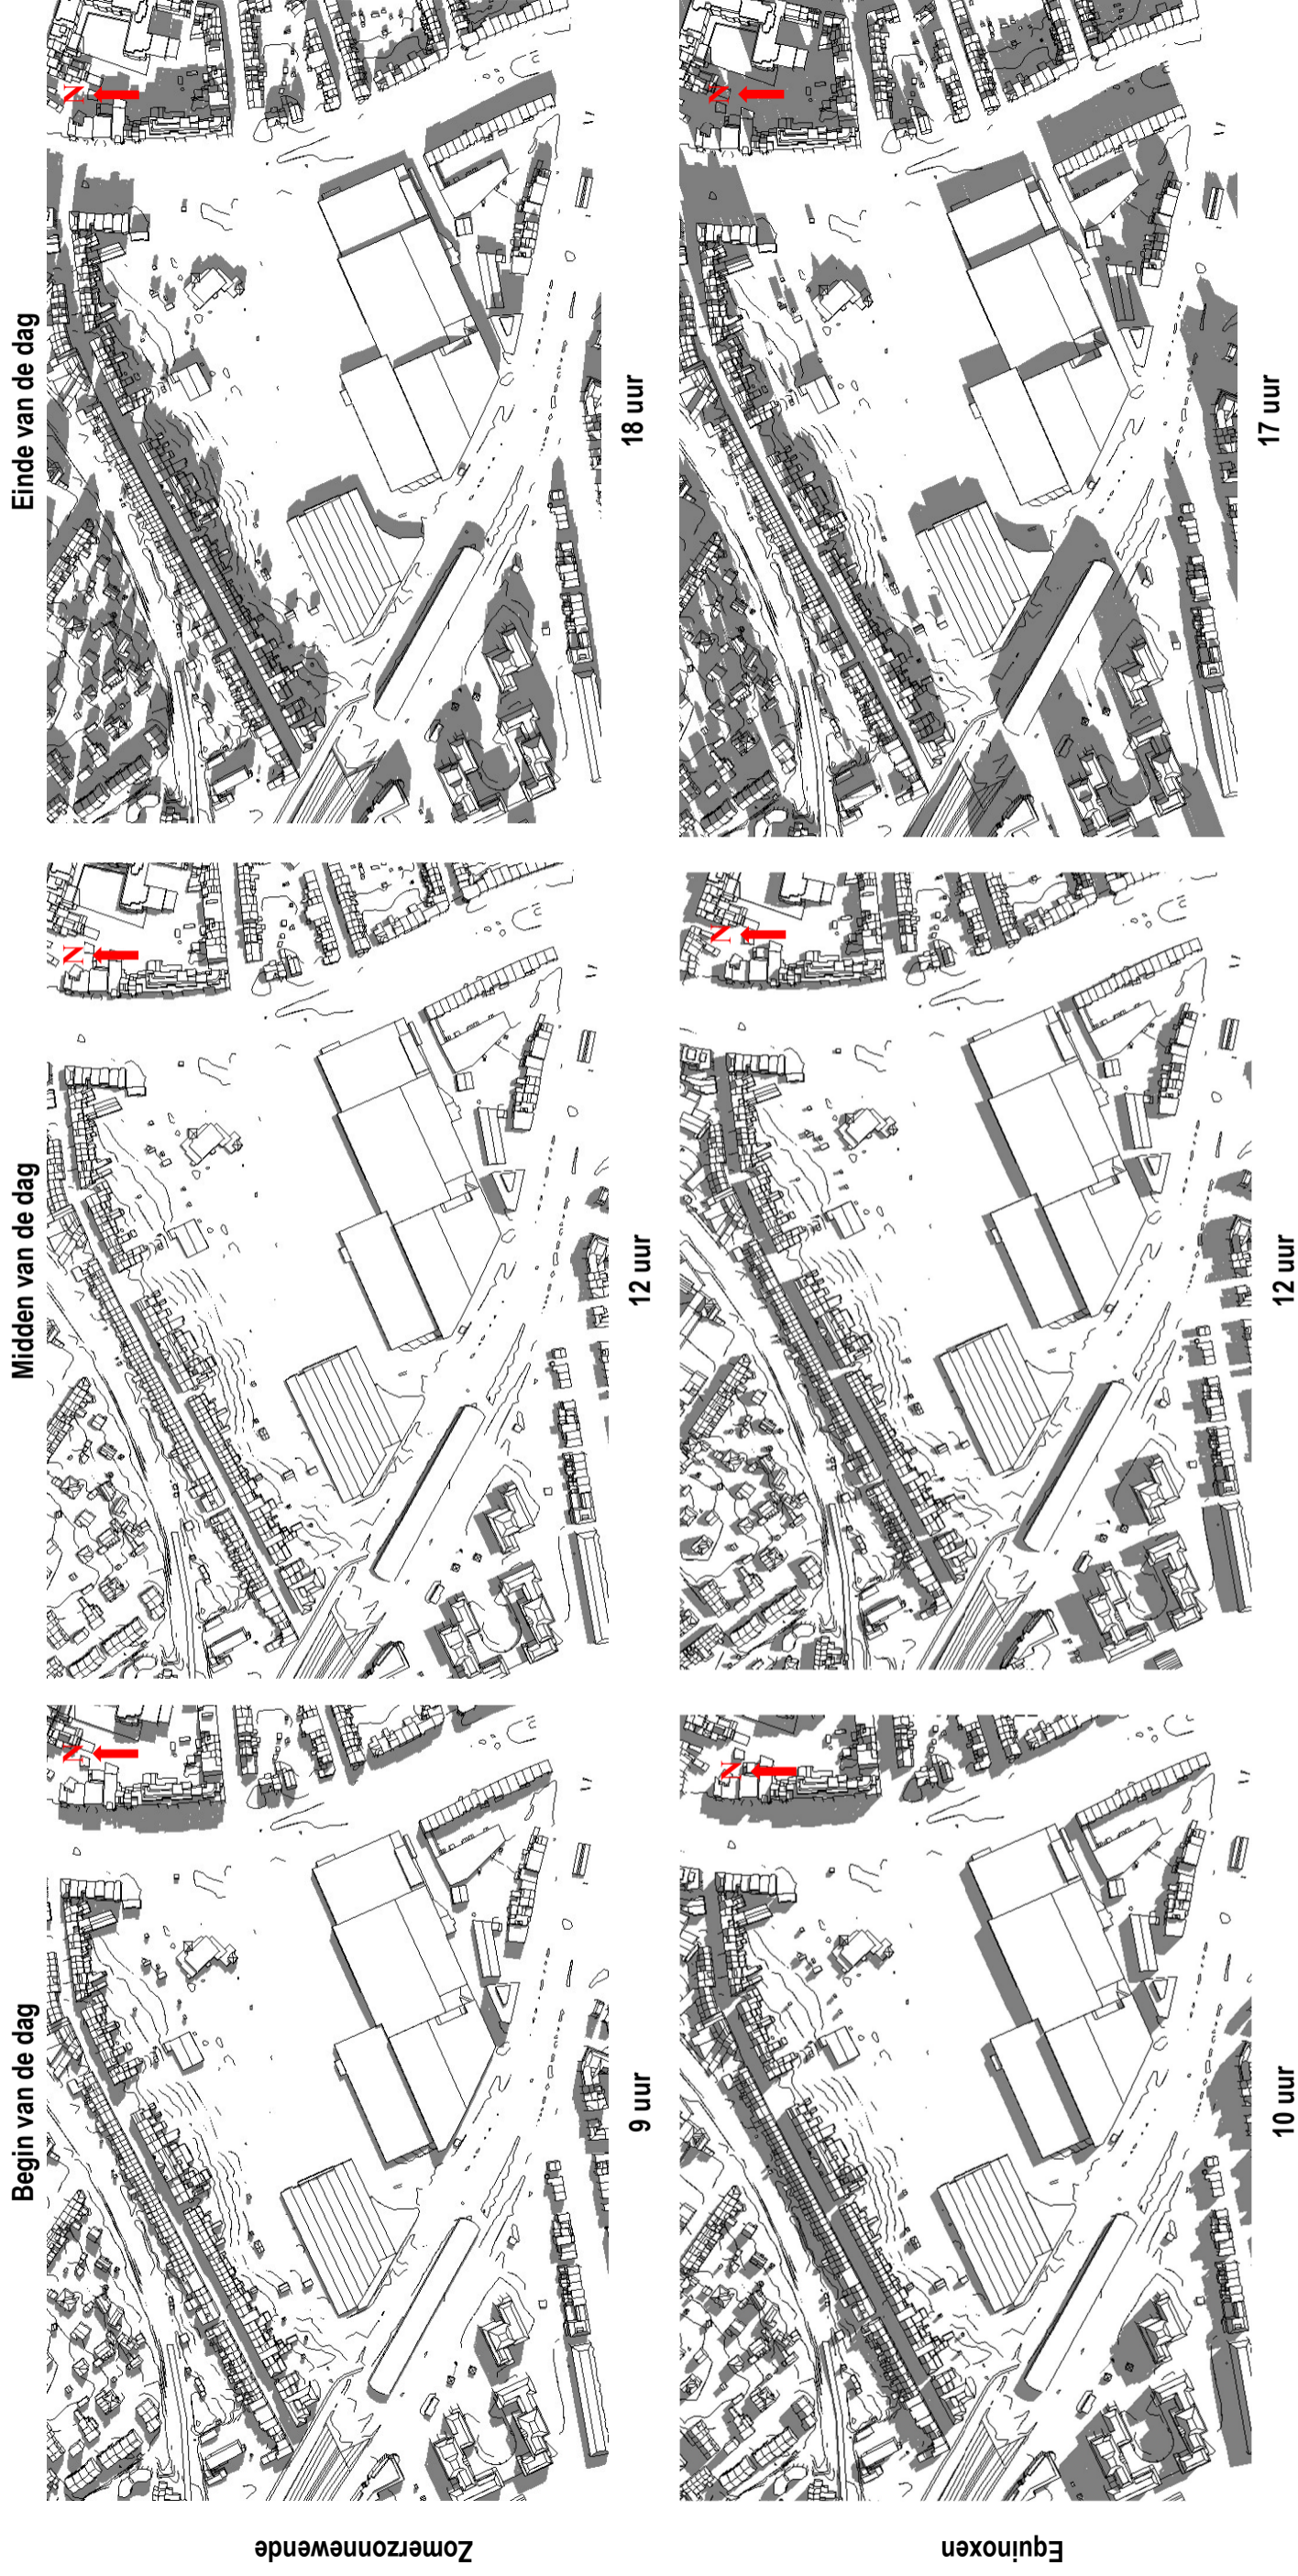 Begin van de dag
Midden van de dag
Einde van de dag
Zomerzonnewende
N
N
N
9 uur
12 uur
18 uur
Equinoxen
N
N
N
10 uur
12 uur
17 uur